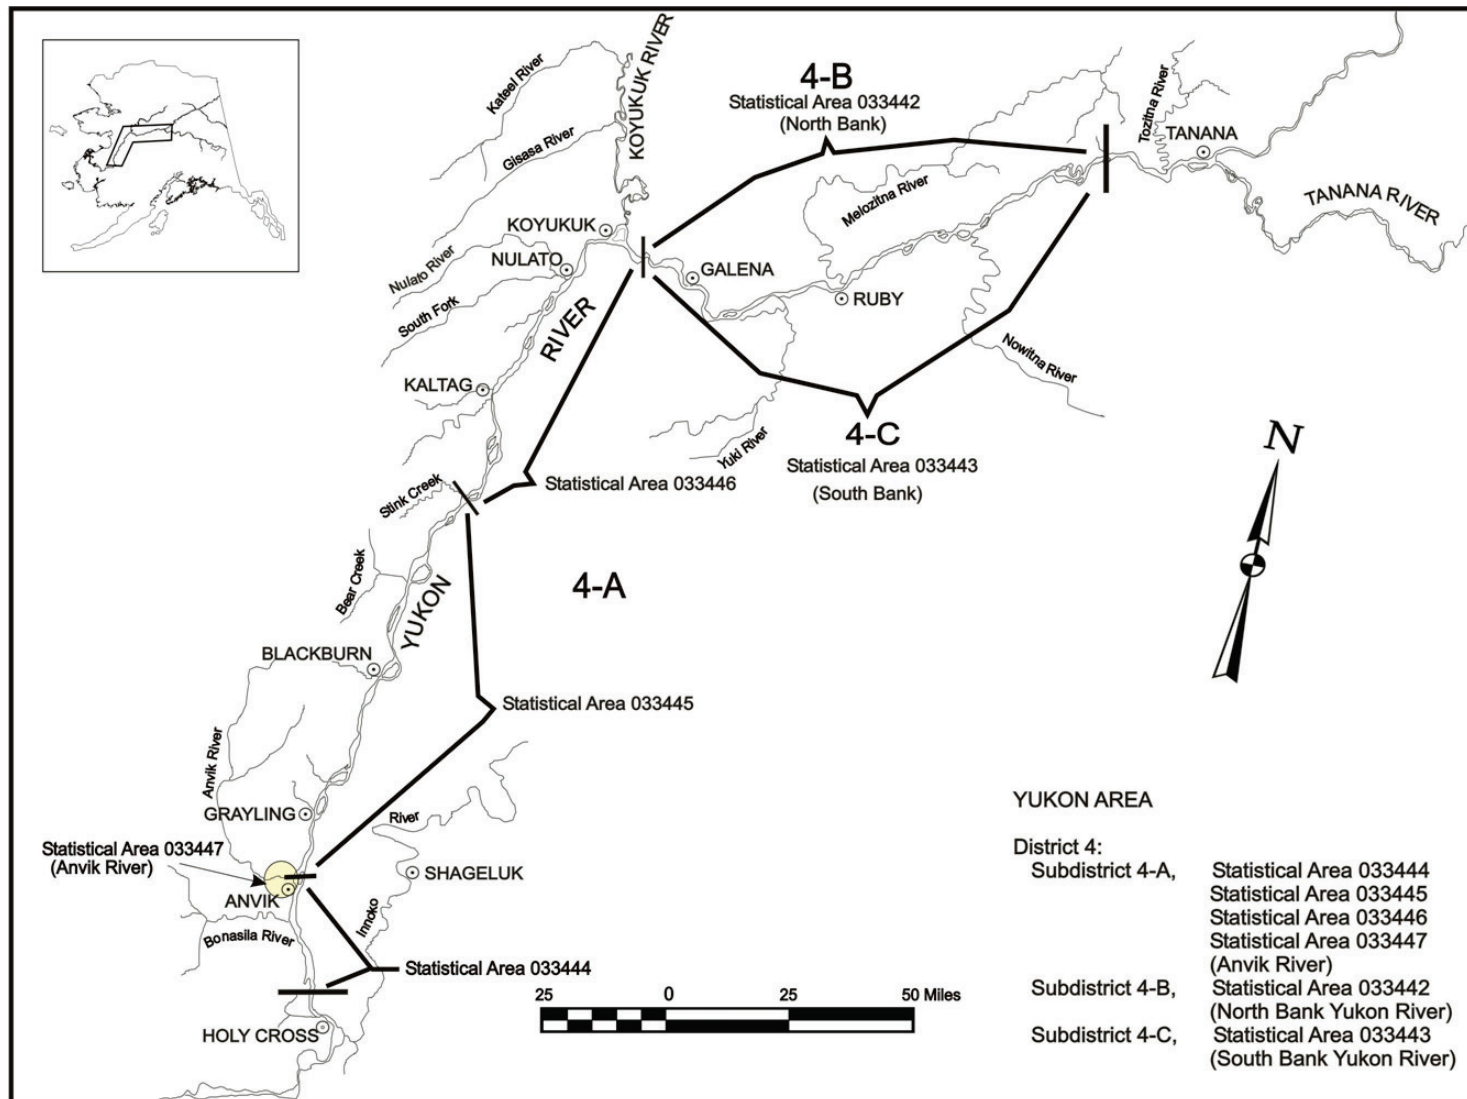 KOYUKUK RIVER
Kateel River
Gisasa River
4-B
Statistical Area 033442
(North Bank)
Tozitna River
TANANA
TANANA RIVER
Melozitna River
KOYUKUK
NULATO
Nulato River
South Fork
GALENA
RUBY
RIVER
Nowitna River
KALTAG
4-C
Statistical Area 033443
(South Bank)
Yuki River
N
Stink Creek
Statistical Area 033446
Bear Creek
YUKON
4-A
BLACKBURN
Statistical Area 033445
Anvik River
GRAYLING
River
Statistical Area 033447
(Anvik River)
SHAGELUK
ANVIK
Innoko
Bonasila River
Statistical Area 033444
HOLY CROSS
25 0 25 50 Miles
YUKON AREA
District 4:
Subdistrict 4-A, Statistical Area 033444
Statistical Area 033445
Statistical Area 033446
Statistical Area 033447
(Anvik River)
Subdistrict 4-B, Statistical Area 033442
(North Bank Yukon River)
Subdistrict 4-C, Statistical Area 033443
(South Bank Yukon River)